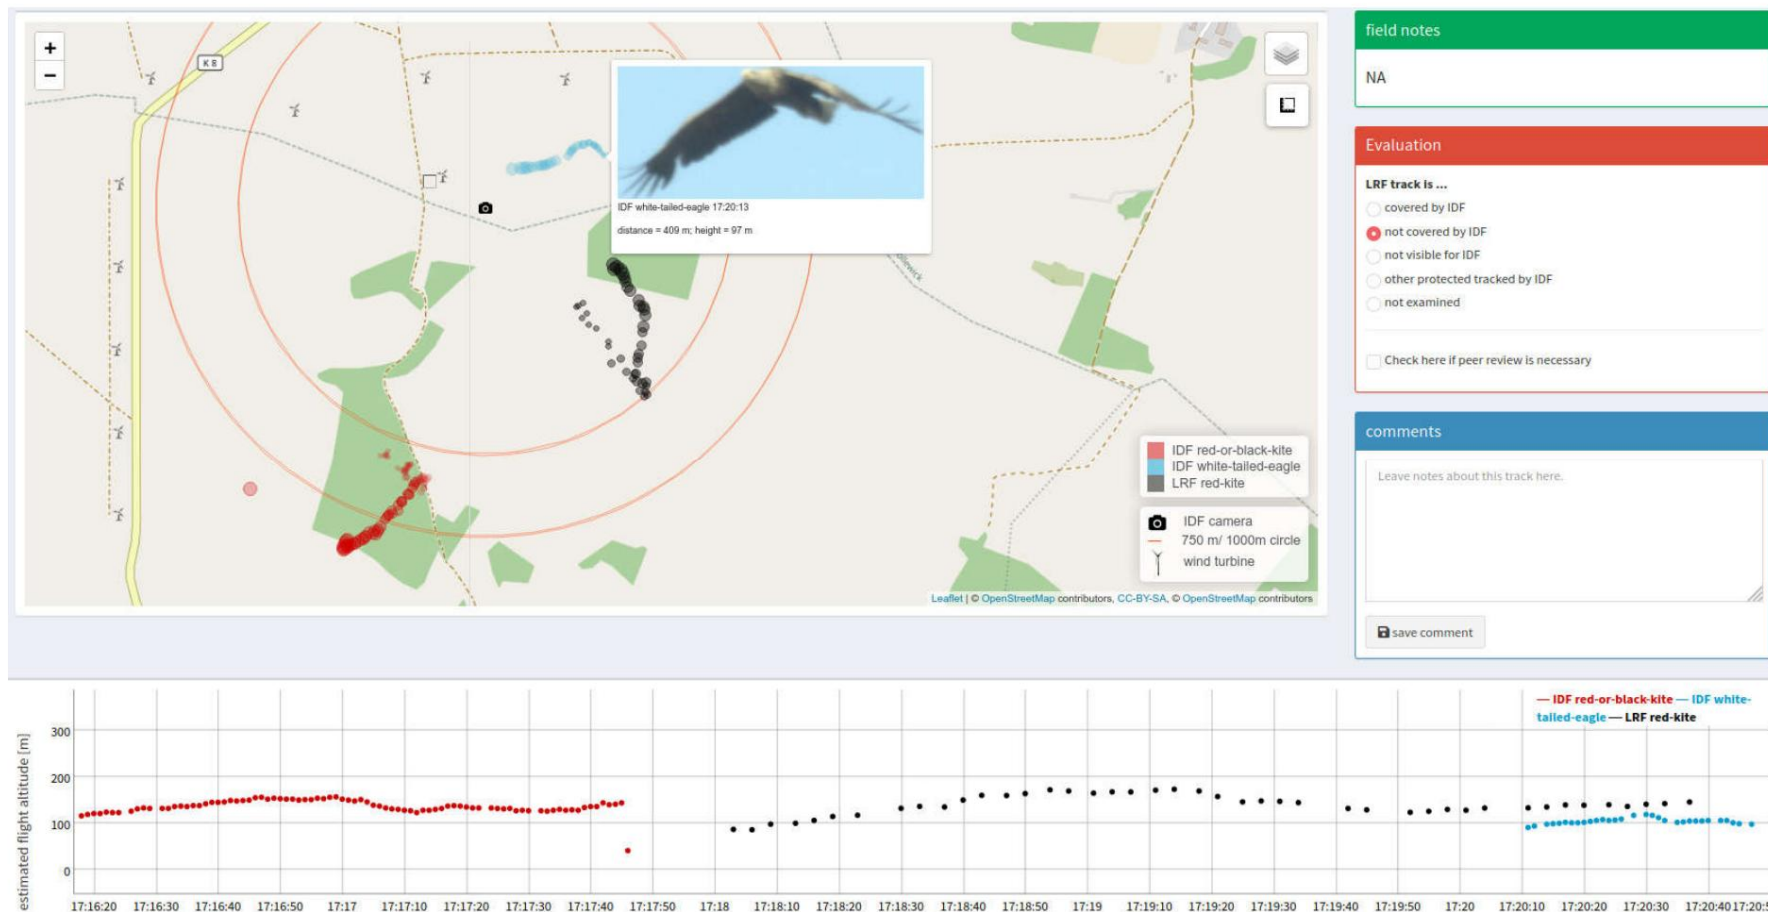 +
−
K 8
IDF white-tailed-eagle 17:20:13
distance = 409 m; height = 97 m
IDF red-or-black-kite
IDF white-tailed-eagle
LRF red-kite
IDF camera
750 m/ 1000m circle
wind turbine
Leaflet | © OpenStreetMap contributors, CC-BY-SA, © OpenStreetMap contributors
field notes
NA
Evaluation
LRF track is ...
covered by IDF
not covered by IDF
not visible for IDF
other protected tracked by IDF
not examined
Check here if peer review is necessary
comments
Leave notes about this track here.
save comment
— IDF red-or-black-kite — IDF white-
tailed-eagle — LRF red-kite
estimated flight altitude [m]
300
200
100
0
17:16:20 17:16:30 17:16:40 17:16:50 17:17 17:17:10 17:17:20 17:17:30 17:17:40 17:17:50 17:18 17:18:10 17:18:20 17:18:30 17:18:40 17:18:50 17:19 17:19:10 17:19:20 17:19:30 17:19:40 17:19:50 17:20 17:20:10 17:20:20 17:20:30 17:20:40